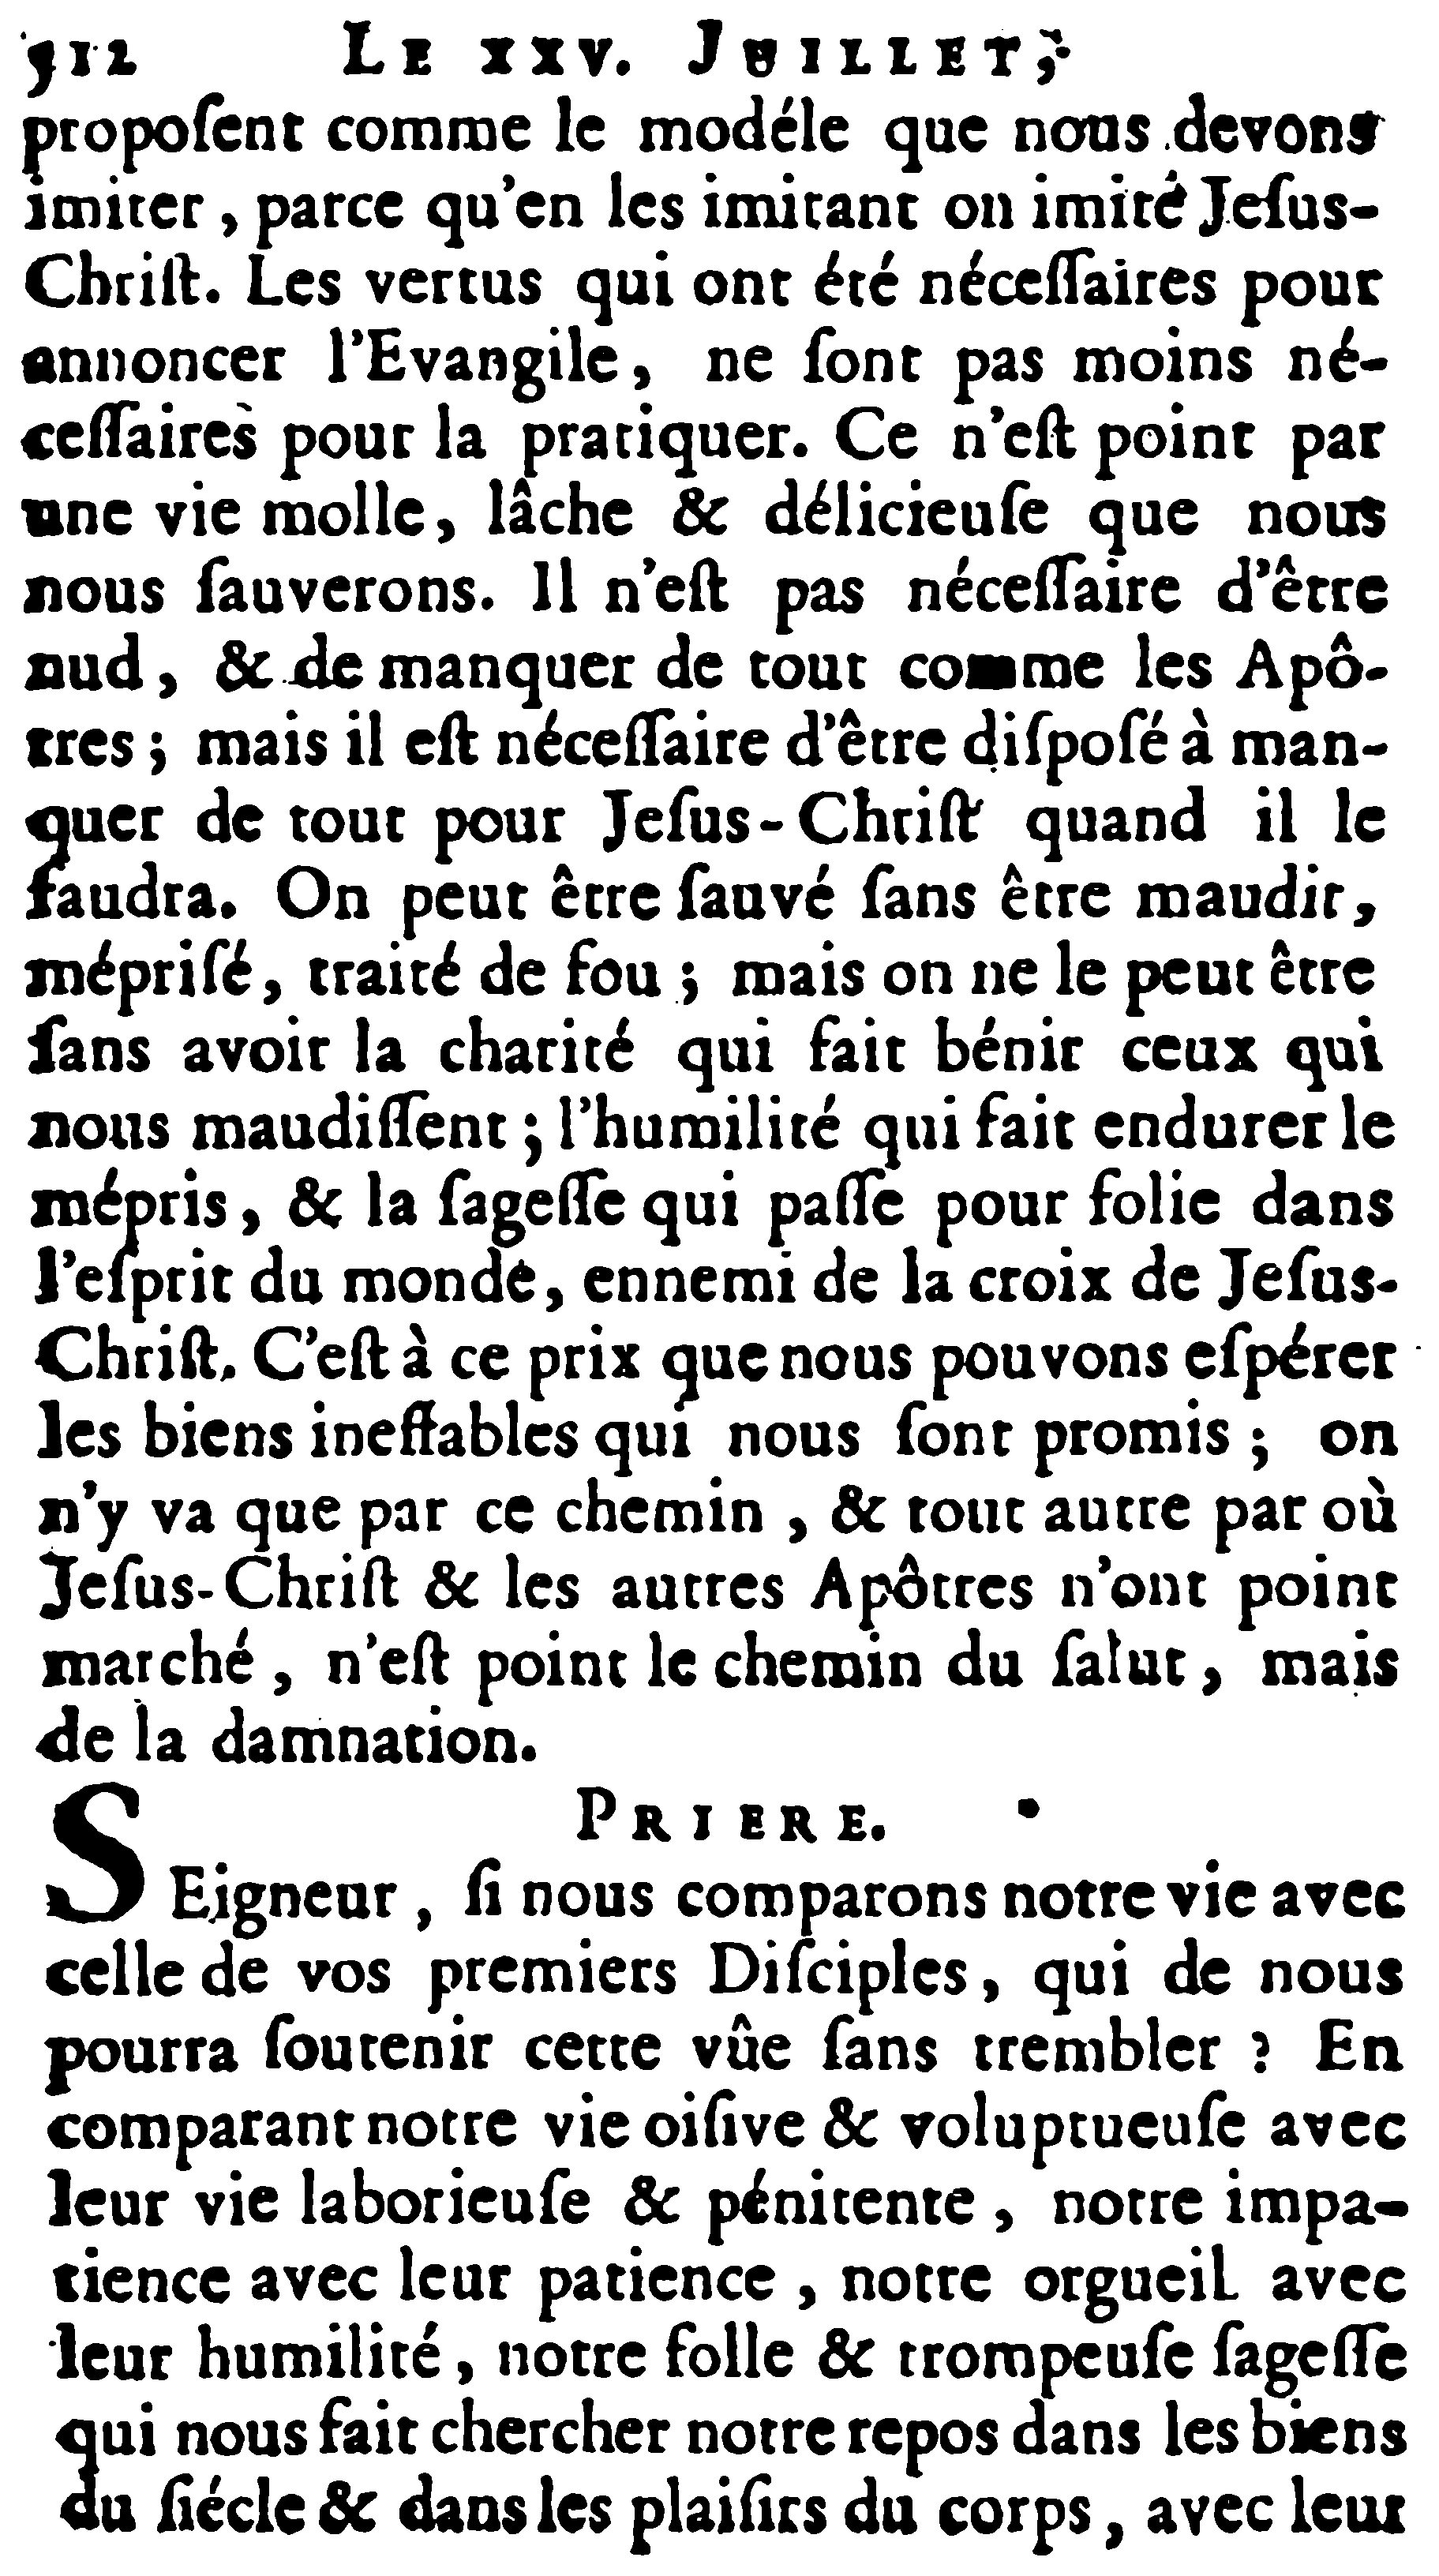 512 LE XXV. JUILLET,
propoſent comme le modéle que nous devons
imiter, parce qu'en les imitant on imite Jeſus-
Chriſt. Les vertus qui ont été néceſſaires pour
annoncer l'Evangile, ne ſont pas moins né-
ceſſaires pour la pratiquer. Ce n'eſt point par
une vie molle, lâche & délicieuſe que nous
nous ſauverons. Il n'eſt pas néceſſaire d'être
nud, & de manquer de tout comme les Apô-
tres; mais il eſt néceſſaire d'être diſpoſé à man-
quer de tout pour Jeſus-Chriſt quand il le
faudra. On peut être ſauvé ſans être maudit,
mépriſé, traité de fou; mais on ne le peut être
ſans avoir la charité qui fait bénir ceux qui
nous maudiſſent; l'humilité qui fait endurer le
mépris, & la ſageſſe qui paſſe pour folie dans
l'eſprit du monde, ennemi de la croix de Jeſus-
Chriſt. C'eſt à ce prix que nous pouvons eſpérer
les biens ineffables qui nous ſont promis; on
n'y va que par ce chemin, & tout autre par où
Jeſus-Chriſt & les autres Apôtres n'ont point
marché, n'eſt point le chemin du ſalut, mais
de la damnation.
PRIERE.
SEigneur, ſi nous comparons notre vie avec
celle de vos premiers Diſciples, qui de nous
pourra ſoutenir cette vûe ſans trembler? En
comparant notre vie oiſive & voluptueuſe avec
leur vie laborieuſe & pénitente, notre impa-
tience avec leur patience, notre orgueil avec
leur humilité, notre folle & trompeuſe ſageſſe
qui nous fait chercher notre repos dans les biens
du ſiécle & dans les plaiſirs du corps, avec leur